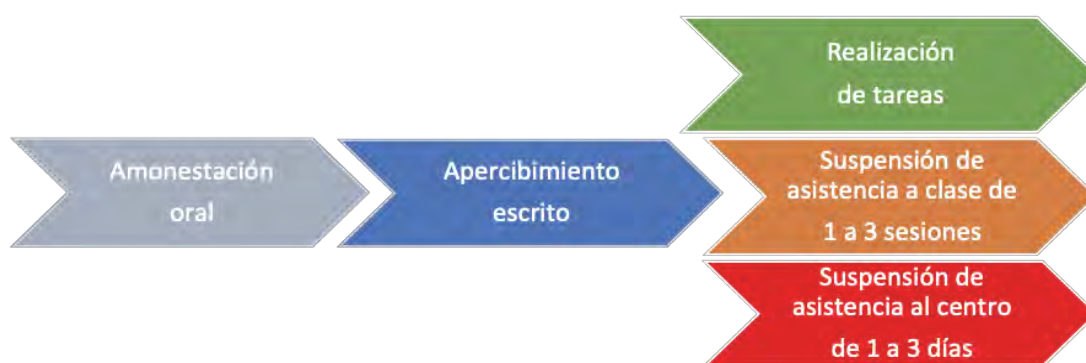 Amonestación
oral
Apercibimiento
escrito
Realización
de tareas
Suspensión de
asistencia a clase de
1 a 3 sesiones
Suspensión de
asistencia al centro
de 1 a 3 días